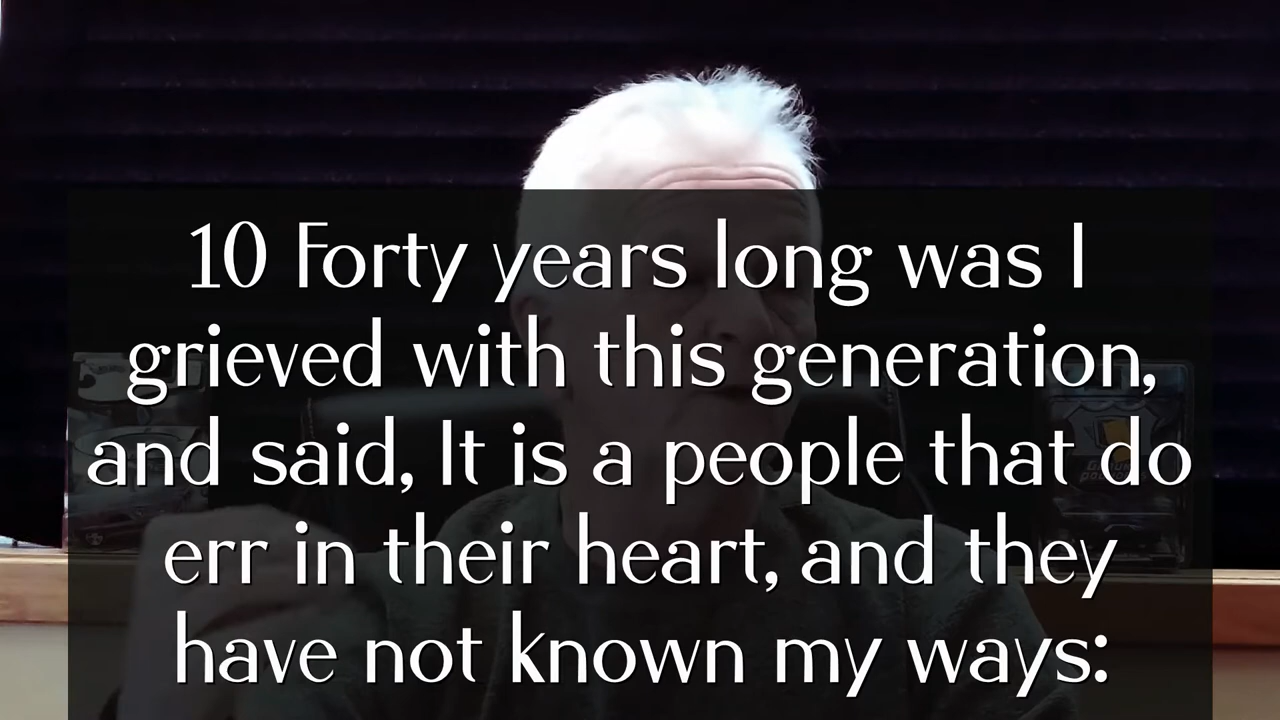 10 Forty years long was I
grieved with this generation,
and said, It is a people that do
err in their heart, and they
have not known my ways: